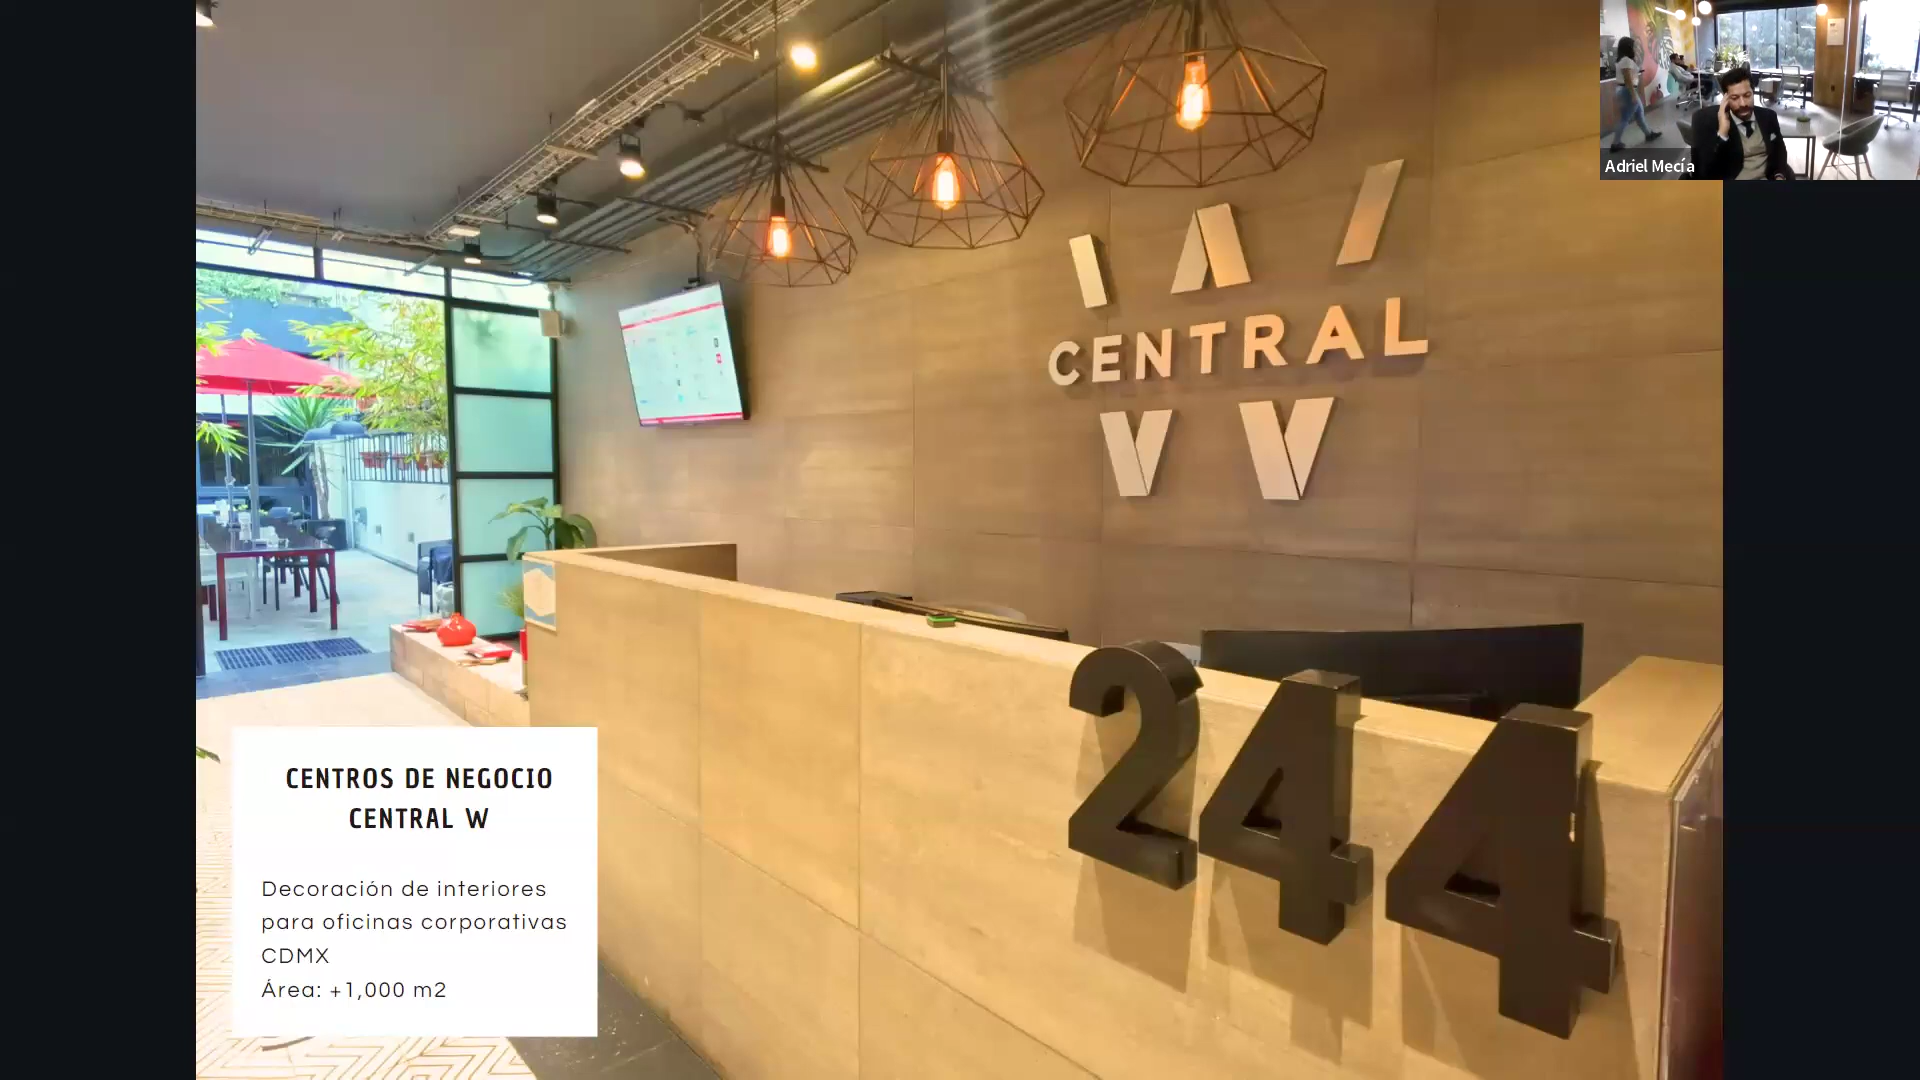 Adriel Mecía
CENTRAL
W
244
CENTROS DE NEGOCIO
CENTRAL W
Decoración de interiores
para oficinas corporativas
CDMX
Área: +1,000 m2